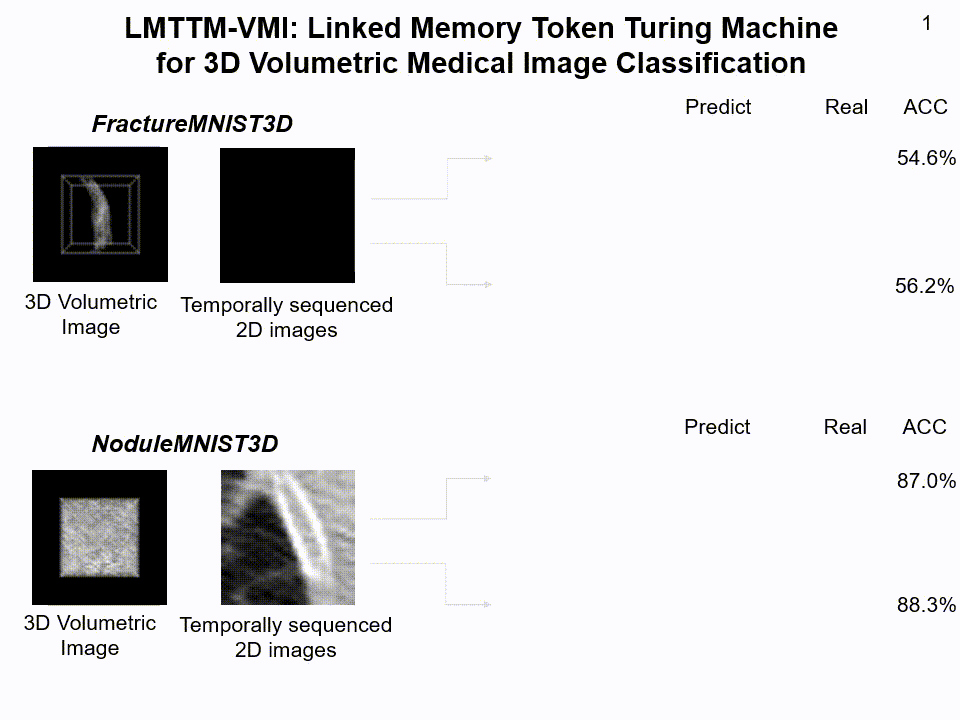 LMTTM-VMI: Linked Memory Token Turing Machine
for 3D Volumetric Medical Image Classification
1
Predict Real ACC
FractureMNIST3D
54.6%
56.2%
3D Volumetric
Image
Temporally sequenced
2D images
Predict Real ACC
NoduleMNIST3D
87.0%
88.3%
3D Volumetric
Image
Temporally sequenced
2D images